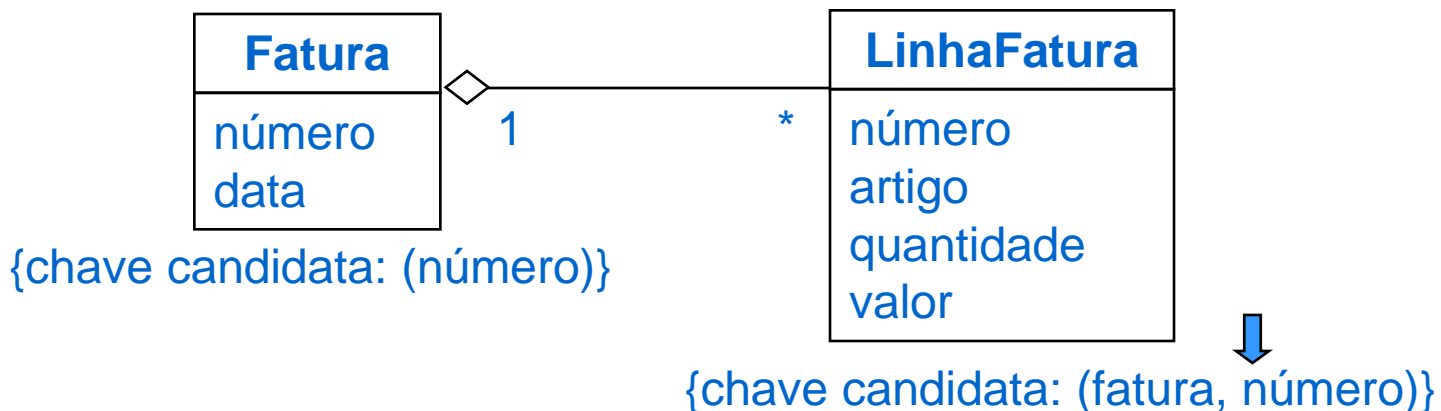 Fatura
número
data
{chave candidata: (número)}
1
*
LinhaFatura
número
artigo
quantidade
valor
{chave candidata: (fatura, número)}